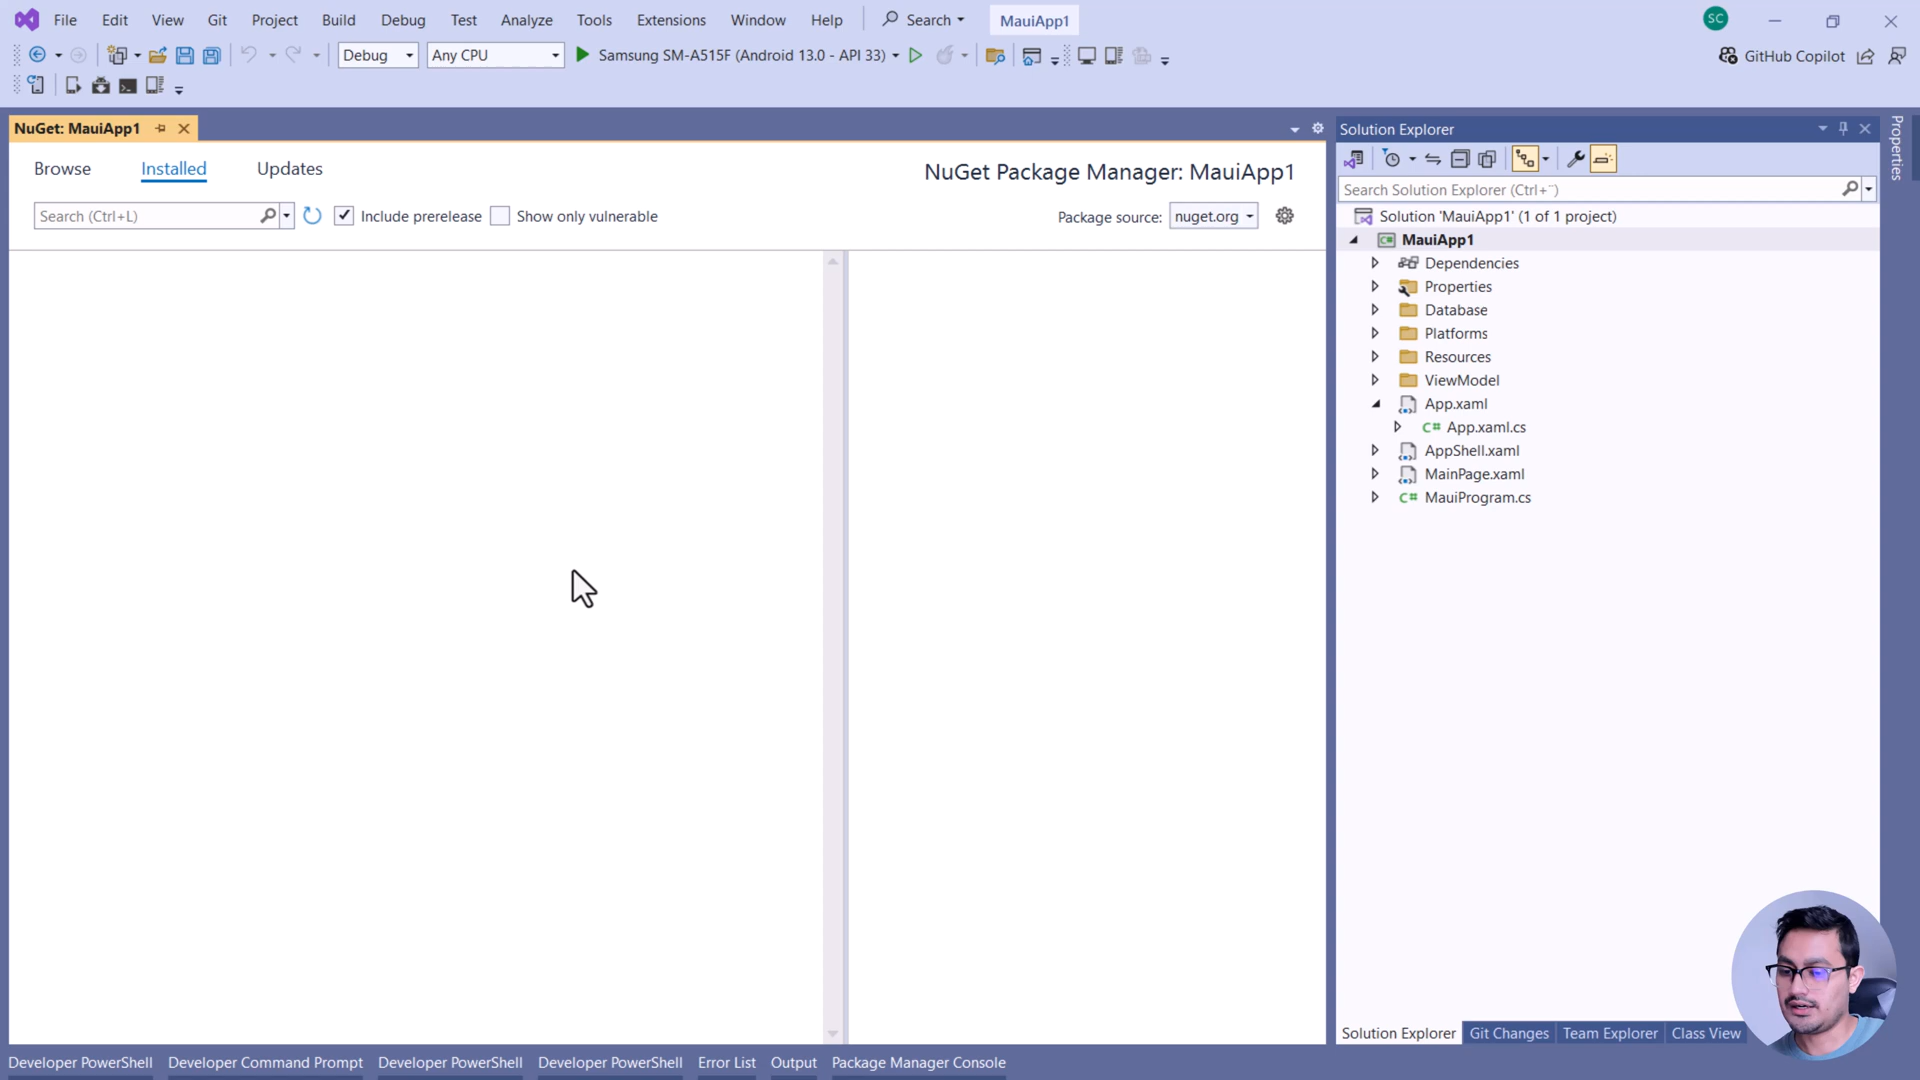 File Edit View Git Project Build Debug Test Analyze Tools Extensions Window Help Search MauiApp1 SC
Debug Any CPU Samsung SM-A515F (Android 13.0 - API 33) GitHub Copilot
NuGet: MauiApp1
Browse Installed Updates NuGet Package Manager: MauiApp1
Search (Ctrl+L) Include prerelease Show only vulnerable Package source: nuget.org
Solution Explorer
Search Solution Explorer (Ctrl+¨)
Solution 'MauiApp1' (1 of 1 project)
C# MauiApp1
Dependencies
Properties
Database
Platforms
Resources
ViewModel
App.xaml
C# App.xaml.cs
AppShell.xaml
MainPage.xaml
C# MauiProgram.cs
Solution Explorer Git Changes Team Explorer Class View
Properties
Developer PowerShell Developer Command Prompt Developer PowerShell Developer PowerShell Error List Output Package Manager Console